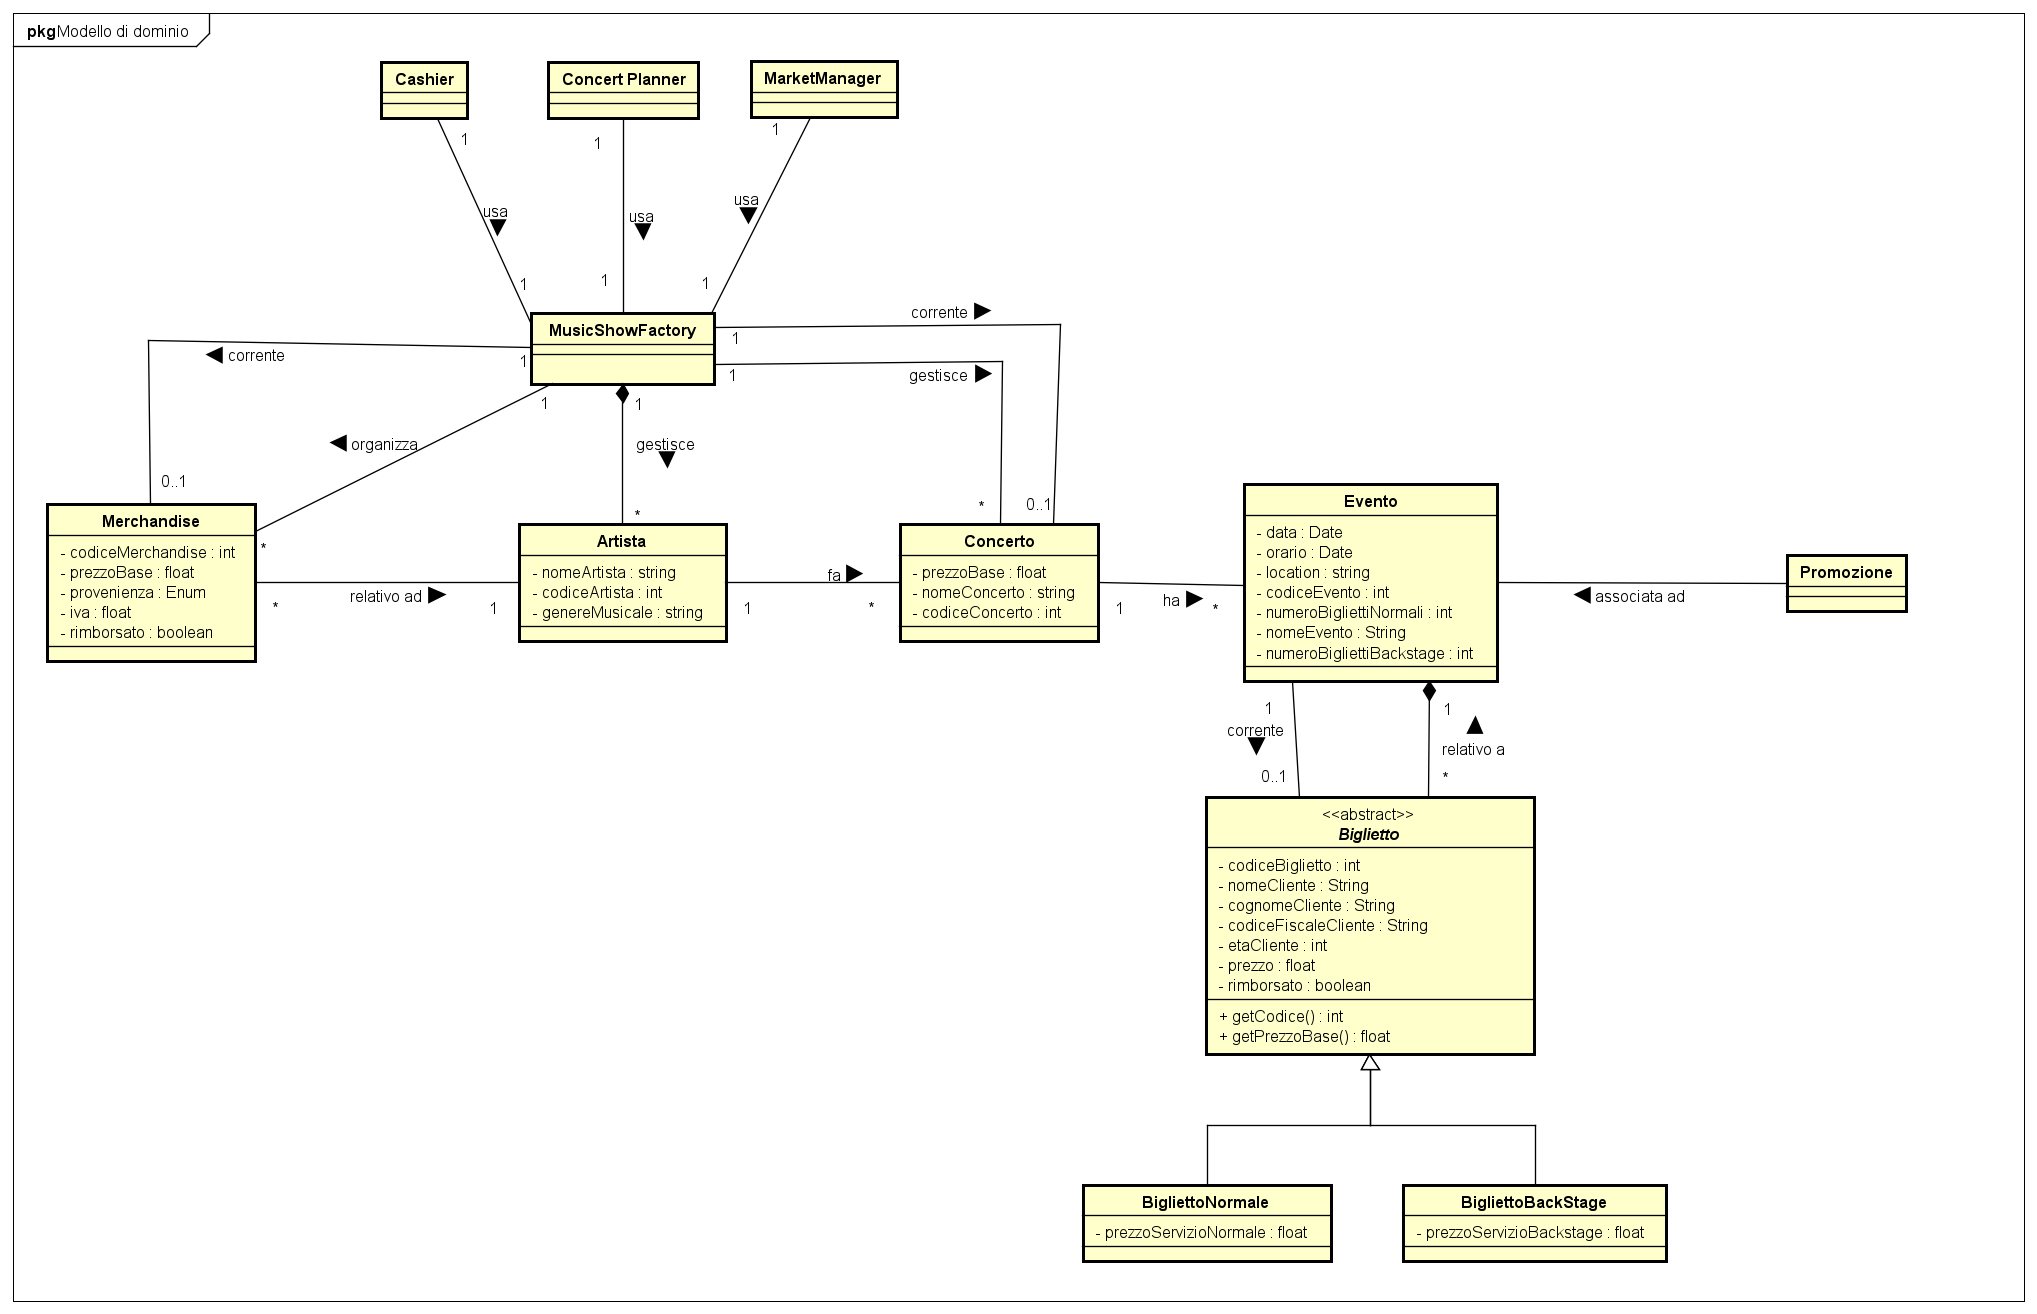 pkg Modello di dominio
Cashier
Concert Planner
MarketManager
1
1
1
usa
usa
usa
1
1
1
MusicShowFactory
corrente
1
corrente
1
gestisce
1
1
1
organizza
gestisce
0..1
*
*
0..1
*
Merchandise
- codiceMerchandise : int
- prezzoBase : float
- provenienza : Enum
- iva : float
- rimborsato : boolean
*
relativo ad
1
Artista
- nomeArtista : string
- codiceArtista : int
- genereMusicale : string
fa
1
*
Concerto
- prezzoBase : float
- nomeConcerto : string
- codiceConcerto : int
1
ha
*
Evento
- data : Date
- orario : Date
- location : string
- codiceEvento : int
- numeroBigliettiNormali : int
- nomeEvento : String
- numeroBigliettiBackstage : int
associata ad
Promozione
1
corrente
0..1
1
relativo a
*
<<abstract>>
Biglietto
- codiceBiglietto : int
- nomeCliente : String
- cognomeCliente : String
- codiceFiscaleCliente : String
- etaCliente : int
- prezzo : float
- rimborsato : boolean
+ getCodice() : int
+ getPrezzoBase() : float
BigliettoNormale
- prezzoServizioNormale : float
BigliettoBackStage
- prezzoServizioBackstage : float